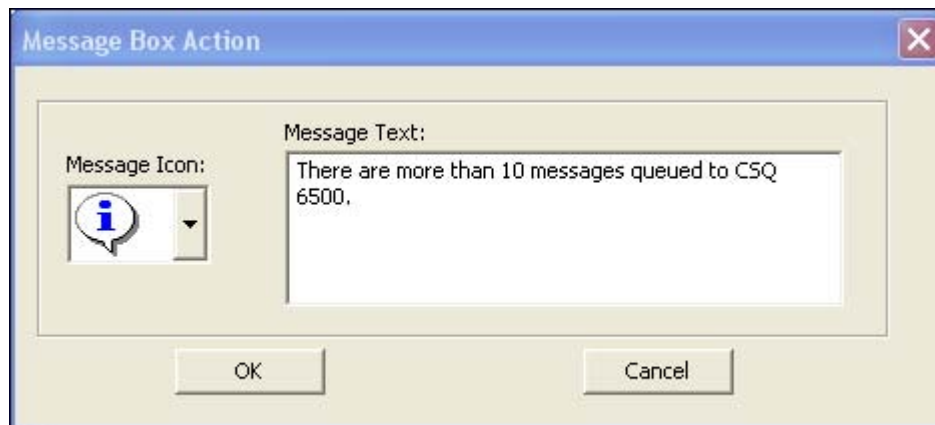 Message Box Action
Message Text:
Message Icon:
There are more than 10 messages queued to CSQ
6500.
OK
Cancel